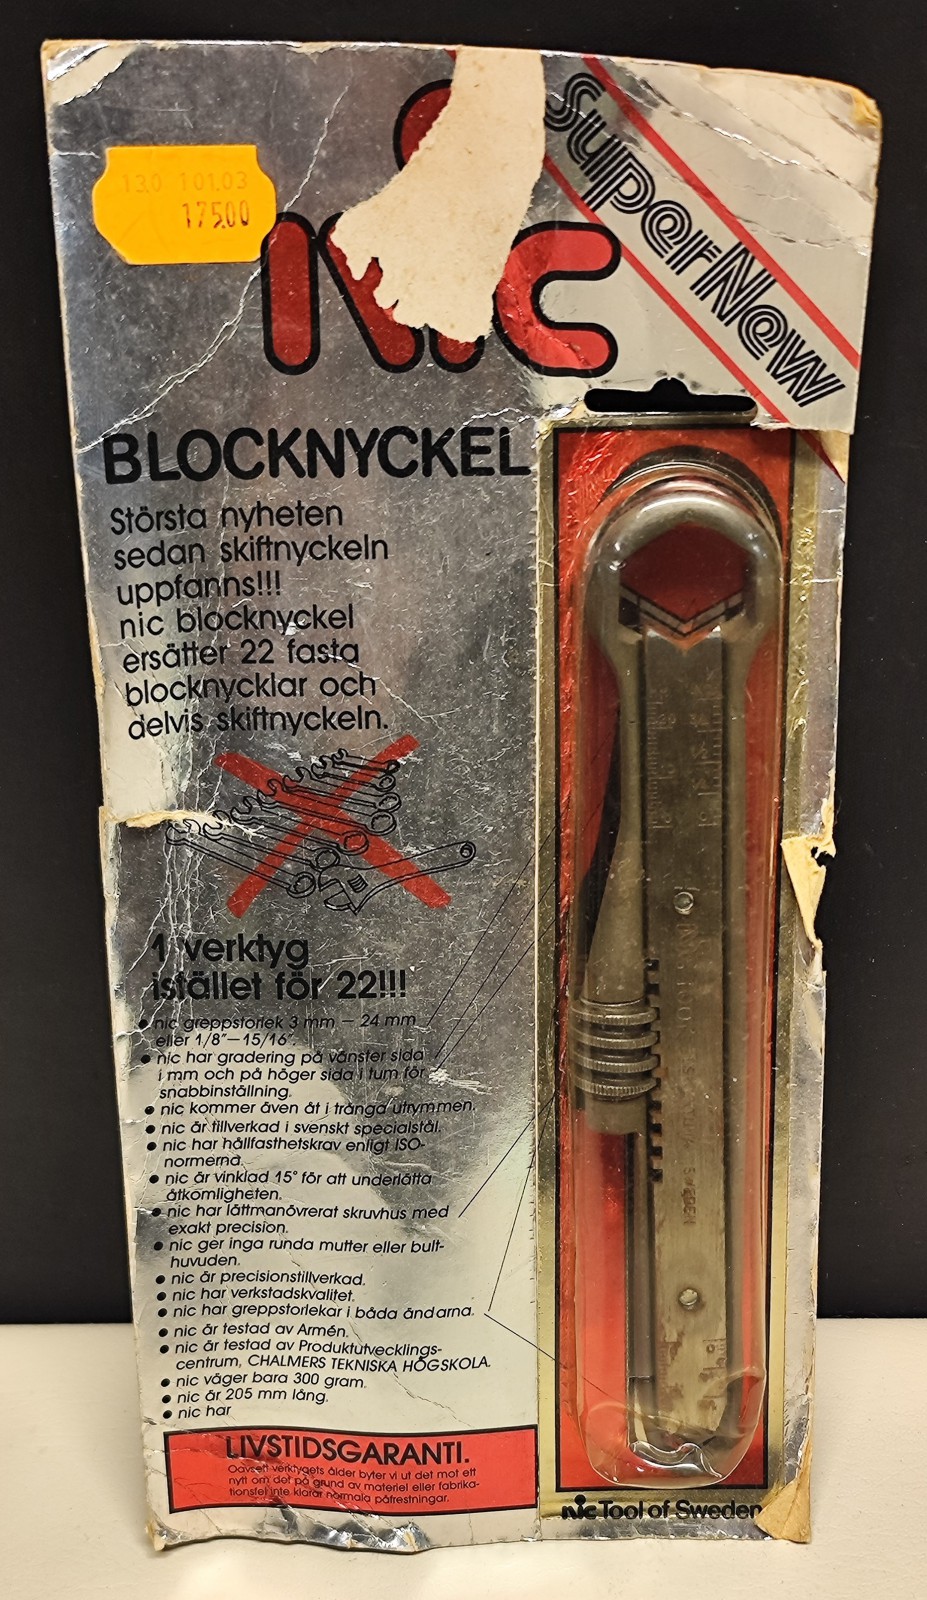 130 101.03
175.00
nic
SuperNew
BLOCKNYCKEL
Största nyheten
sedan skiftnyckeln
uppfanns!!!
nic blocknyckel
ersätter 22 fasta
blocknycklar och
delvis skiftnyckeln.
1 verktyg
istället för 22!!!
• nic greppstorlek 3 mm – 24 mm
eller 1/8"–15/16".
• nic har gradering på vänster sida
i mm och på höger sida i tum för
snabbinställning.
• nic kommer även åt i trånga utrymmen.
• nic är tillverkad i svenskt specialstål.
• nic har hållfasthetskrav enligt ISO-
normerna.
• nic är vinklad 15° för att underlätta
åtkomligheten.
• nic har lättmanövrerat skruvhus med
exakt precision.
• nic ger inga runda mutter eller bult-
huvuden.
• nic är precisionstillverkad.
• nic har verkstadskvalitet.
• nic har greppstorlekar i båda ändarna.
• nic är testad av Armén.
• nic är testad av Produktutvecklings-
centrum, CHALMERS TEKNISKA HÖGSKOLA.
• nic väger bara 300 gram.
• nic är 205 mm lång.
• nic har
LIVSTIDSGARANTI.
Oavsett verktygets ålder byter vi ut det mot ett
nytt om det på grund av materiel eller fabrika-
tionsfel inte klarar normala påfrestningar.
SWEDEN
nic Tool of Sweden